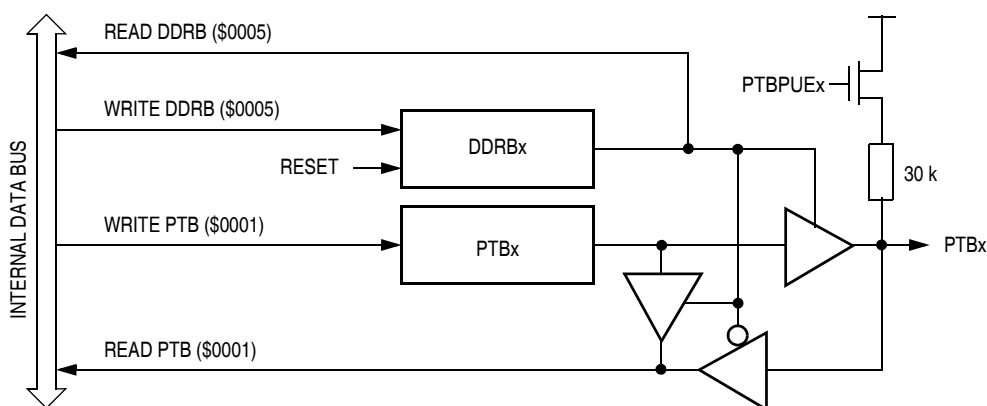 READ DDRB ($0005)
PTBPUEx
WRITE DDRB ($0005)
DDRBx
RESET
30 k
INTERNAL DATA BUS
WRITE PTB ($0001)
PTBx
PTBx
READ PTB ($0001)